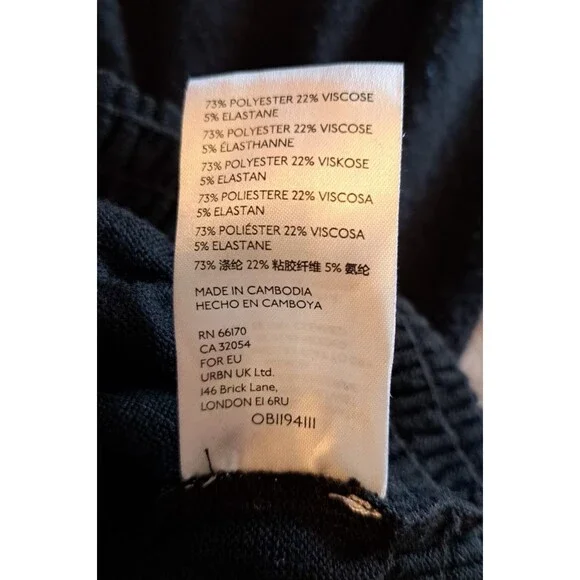 73% POLYESTER 22% VISCOSE
5% ELASTANE
73% POLYESTER 22% VISCOSE
5% ÉLASTHANNE
73% POLYESTER 22% VISKOSE
5% ELASTAN
73% POLIESTERE 22% VISCOSA
5% ELASTAN
73% POLIÉSTER 22% VISCOSA
5% ELASTANE
73% 涤纶 22% 粘胶纤维 5% 氨纶
MADE IN CAMBODIA
HECHO EN CAMBOYA
RN 66170
CA 32054
FOR EU
URBN UK Ltd.
146 Brick Lane,
LONDON E1 6RU
OB1194111